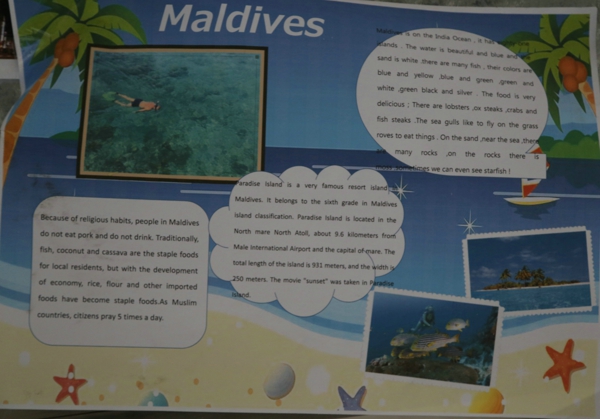 Maldives
Maldives is on the Indie Ocean , it has
islands. . The water is beautiful and blue and
sand is white .there are many fish , their colors are
blue and yellow ,blue and green ,green and
white ,green black and silver . The food is very
delicious ; There are lobsters ,ox steaks ,crabs and
fish steaks .The sea gulls like to fly on the grass
roves to eat things . On the sand ,near the sea ,there
many rocks ,on the rocks there is
we can even see starfish !
Paradise Island is a very famous resort island
Maldives. It belongs to the sixth grade in Maldives
island classification. Paradise island is located in the
North mare North Atoll, about 9.6 kilometers from
Male International Airport and the capital of mare. The
total length of the island is 931 meters, and the width is
250 meters. The movie "sunset" was taken in Paradise
Island.
Because of religious habits, people in Maldives
do not eat pork and do not drink. Traditionally,
fish, coconut and cassava are the staple foods
for local residents, but with the development
of economy, rice, flour and other imported
foods have become staple foods.As Muslim
countries, citizens pray 5 times a day.